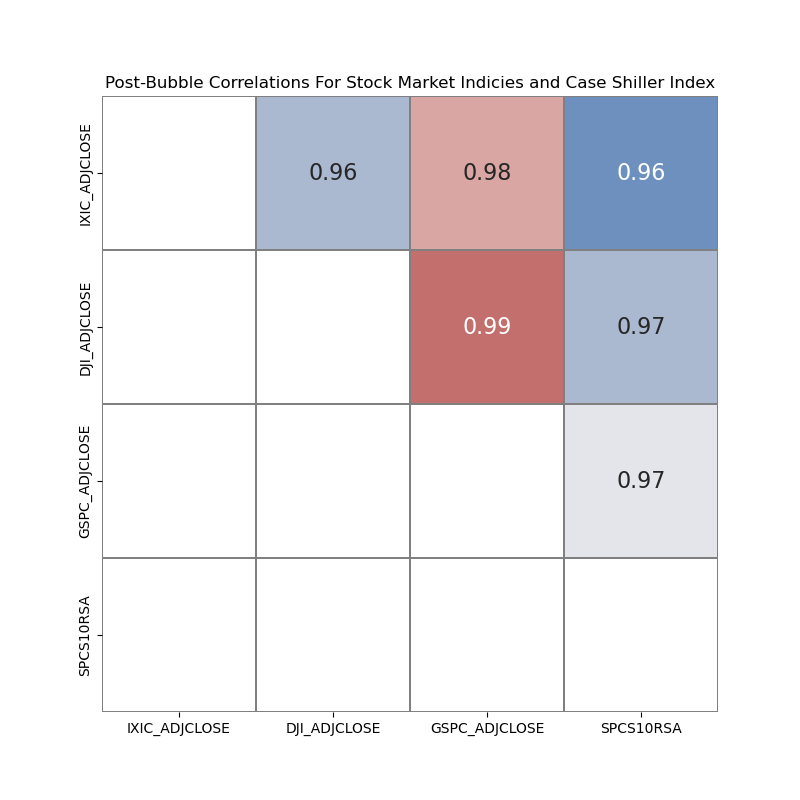 Post-Bubble Correlations For Stock Market Indicies and Case Shiller Index
IXIC_ADJCLOSE
0.96
0.98
0.96
DJI_ADJCLOSE
0.99
0.97
GSPC_ADJCLOSE
0.97
SPCS10RSA
IXIC_ADJCLOSE
DJI_ADJCLOSE
GSPC_ADJCLOSE
SPCS10RSA